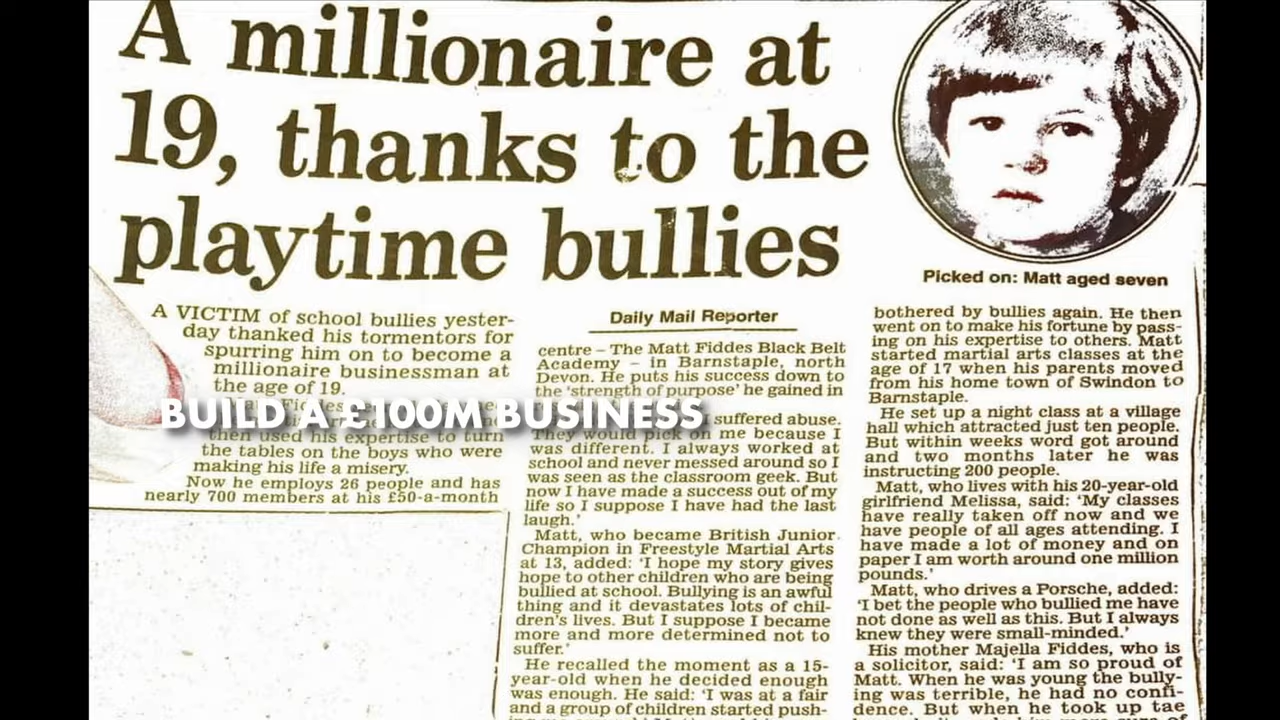 A millionaire at
19, thanks to the
playtime bullies
Picked on: Matt aged seven
A VICTIM of school bullies yester-
day thanked his tormentors for
spurring him on to become a
millionaire businessman at
the age of 19.
BUILD A £100M BUSINESS
then used his expertise to turn
the tables on the boys who were
making his life a misery.
Now he employs 26 people and has
nearly 700 members at his £50-a-month
Daily Mail Reporter
centre – The Matt Fiddes Black Belt
Academy – in Barnstaple, north
Devon. He puts his success down to
the ‘strength of purpose’ he gained in
suffered abuse.
They would pick on me because I
was different. I always worked at
school and never messed around so I
was seen as the classroom geek. But
now I have made a success out of my
life so I suppose I have had the last
laugh.’
Matt, who became British Junior
Champion in Freestyle Martial Arts
at 13, added: ‘I hope my story gives
hope to other children who are being
bullied at school. Bullying is an awful
thing and it devastates lots of chil-
dren’s lives. But I suppose I became
more and more determined not to
suffer.’
He recalled the moment as a 15-
year-old when he decided enough
was enough. He said: ‘I was at a fair
and a group of children started push-
bothered by bullies again. He then
went on to make his fortune by pass-
ing on his expertise to others. Matt
started martial arts classes at the
age of 17 when his parents moved
from his home town of Swindon to
Barnstaple.
He set up a night class at a village
hall which attracted just ten people.
But within weeks word got around
and two months later he was
instructing 200 people.
Matt, who lives with his 20-year-old
girlfriend Melissa, said: ‘My classes
have really taken off now and we
have people of all ages attending. I
have made a lot of money and on
paper I am worth around one million
pounds.’
Matt, who drives a Porsche, added:
‘I bet the people who bullied me have
not done as well as this. But I always
knew they were small-minded.’
His mother Majella Fiddes, who is
a solicitor, said: ‘I am so proud of
Matt. When he was young the bully-
ing was terrible, he had no confi-
dence. But when he took up tae